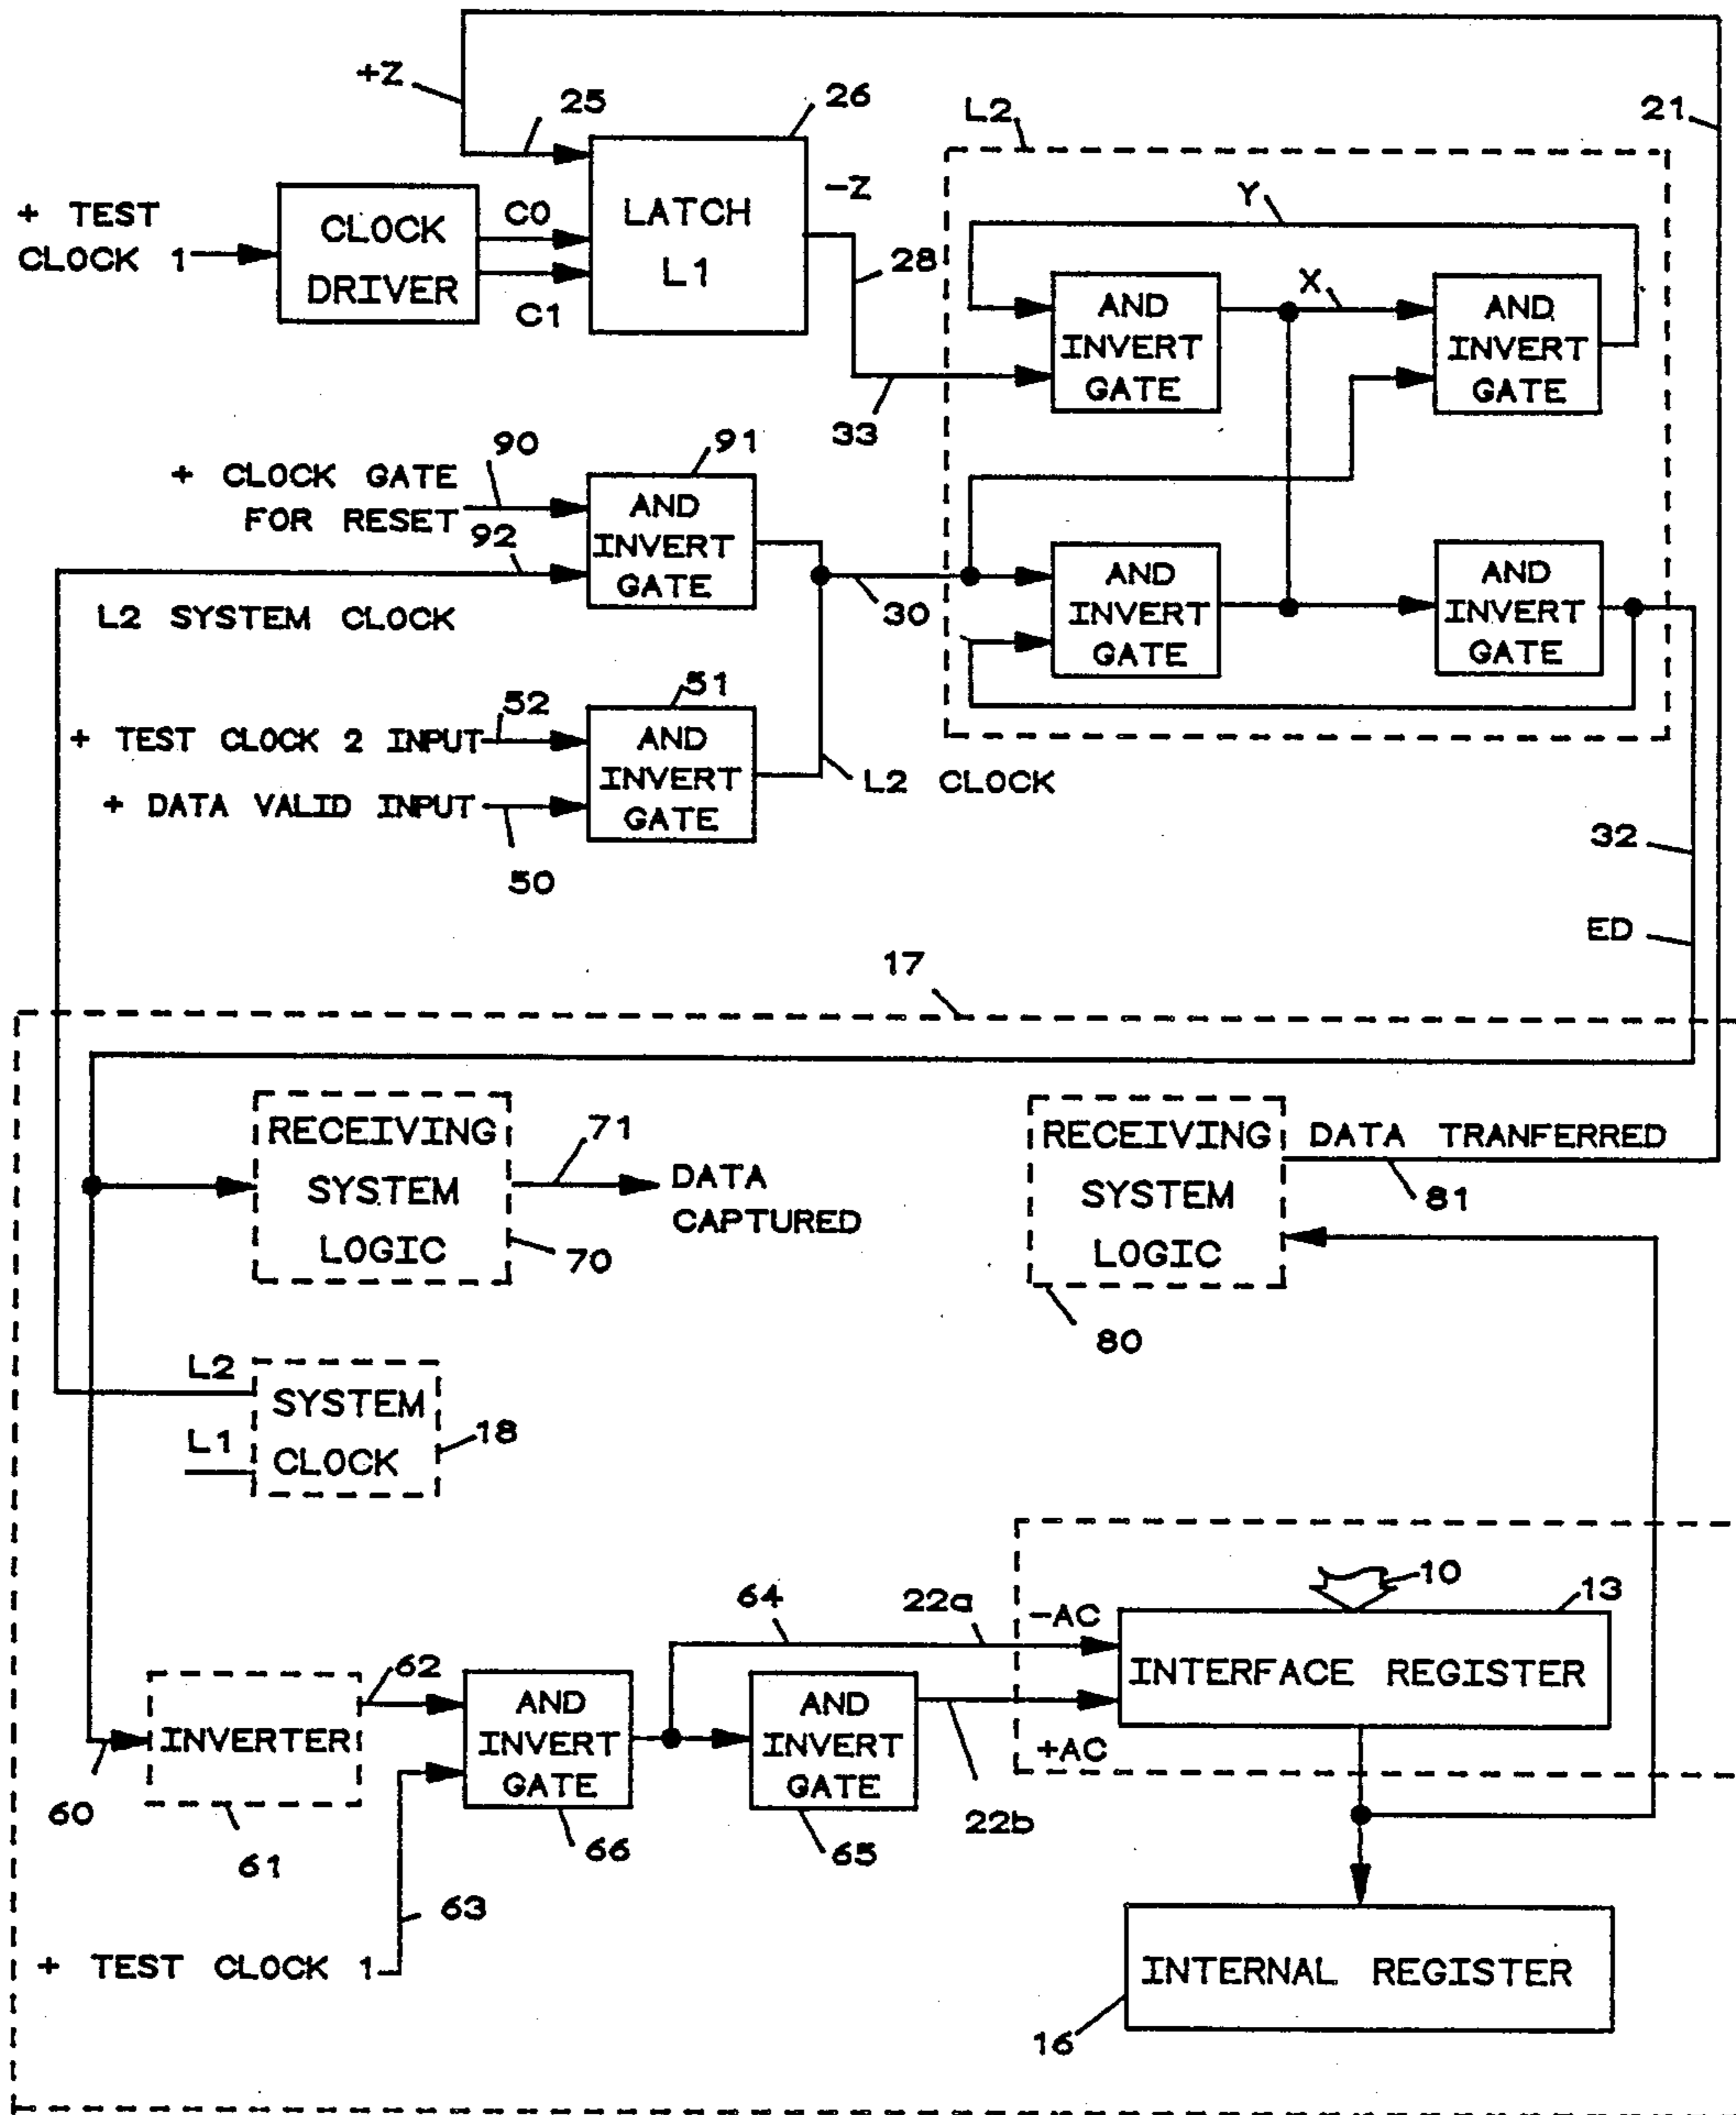 +Z
25
26
L2
21
+ TEST
CLOCK 1
CLOCK
DRIVER
C0
C1
LATCH
L1
-Z
28
Y
X
AND
INVERT
GATE
AND
INVERT
GATE
33
+ CLOCK GATE
FOR RESET
90
91
92
AND
INVERT
GATE
L2 SYSTEM CLOCK
30
AND
INVERT
GATE
AND
INVERT
GATE
+ TEST CLOCK 2 INPUT
52
51
+ DATA VALID INPUT
50
AND
INVERT
GATE
L2 CLOCK
32
ED
17
RECEIVING
SYSTEM
LOGIC
71
DATA
CAPTURED
70
RECEIVING
SYSTEM
LOGIC
DATA TRANFERRED
81
80
L2
L1
SYSTEM
CLOCK
18
10
13
64
22a
-AC
INTERFACE REGISTER
62
INVERTER
60
61
AND
INVERT
GATE
66
AND
INVERT
GATE
65
22b
+AC
63
+ TEST CLOCK 1
INTERNAL REGISTER
16